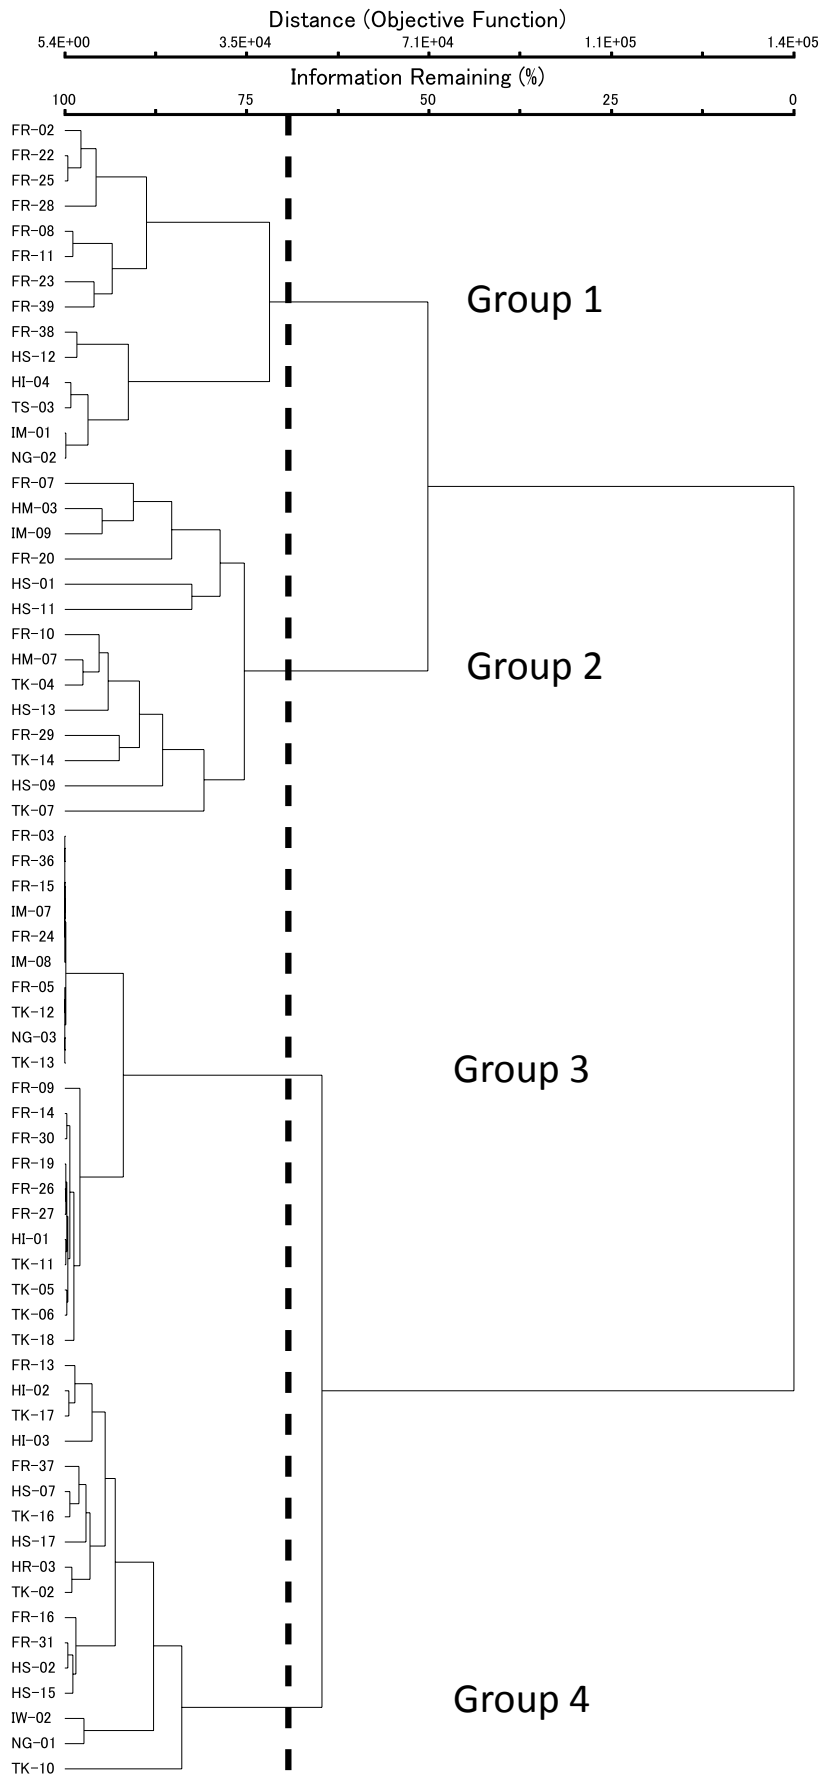 Distance (Objective Function)
5.4E+00 3.5E+04 7.1E+04 1.1E+05 1.4E+05
Information Remaining (%)
100 75 50 25 0
FR-02
FR-22
FR-25
FR-28
FR-08
FR-11
FR-23
Group 1
FR-39
FR-38
HS-12
HI-04
TS-03
IM-01
NG-02
FR-07
HM-03
IM-09
FR-20
HS-01
HS-11
FR-10
HM-07
Group 2
TK-04
HS-13
FR-29
TK-14
HS-09
TK-07
FR-03
FR-36
FR-15
IM-07
FR-24
IM-08
FR-05
TK-12
NG-03
TK-13
Group 3
FR-09
FR-14
FR-30
FR-19
FR-26
FR-27
HI-01
TK-11
TK-05
TK-06
TK-18
FR-13
HI-02
TK-17
HI-03
FR-37
HS-07
TK-16
HS-17
HR-03
TK-02
FR-16
FR-31
HS-02
HS-15
Group 4
IW-02
NG-01
TK-10